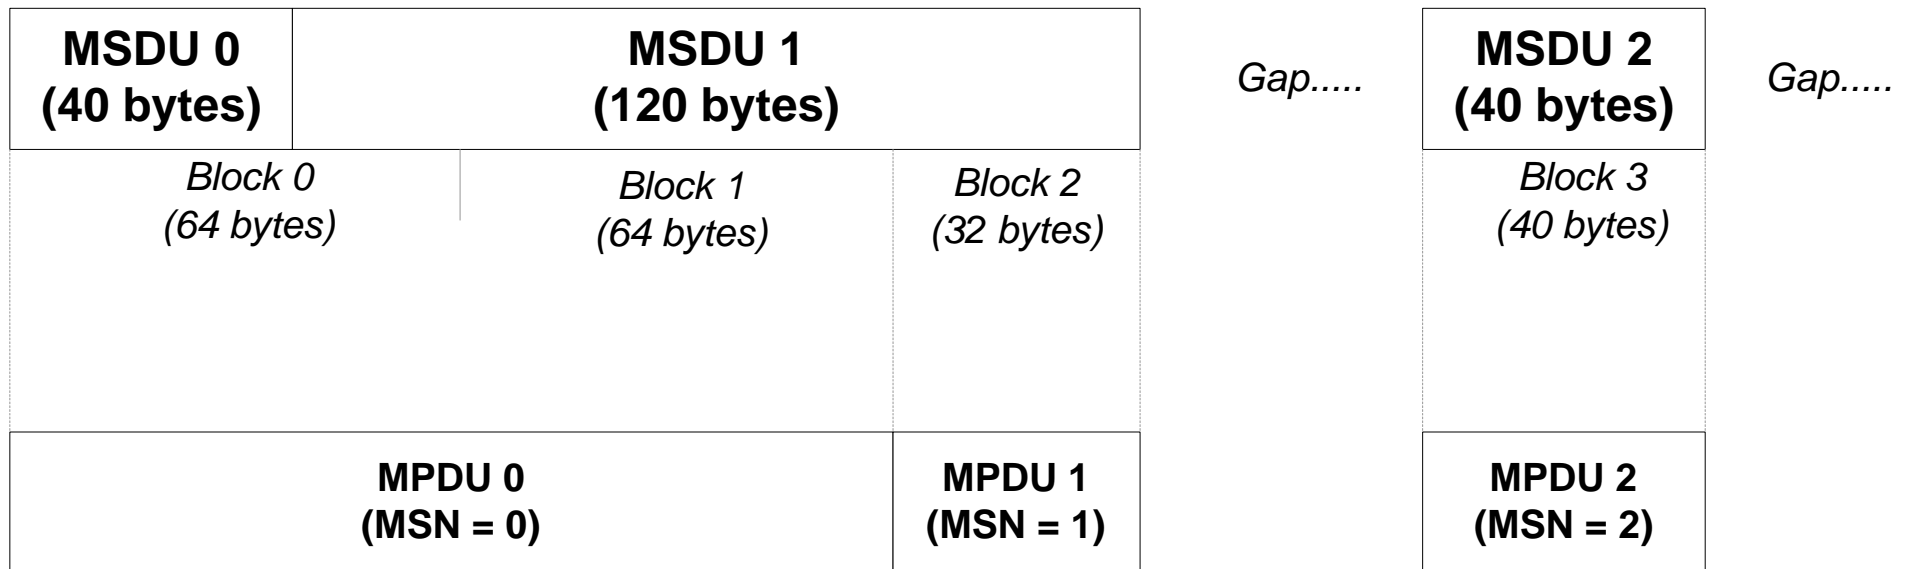 MSDU 0
(40 bytes)
MSDU 1
(120 bytes)
Gap.....
MSDU 2
(40 bytes)
Gap.....
Block 0
(64 bytes)
Block 1
(64 bytes)
Block 2
(32 bytes)
Block 3
(40 bytes)
MPDU 0
(MSN = 0)
MPDU 1
(MSN = 1)
MPDU 2
(MSN = 2)